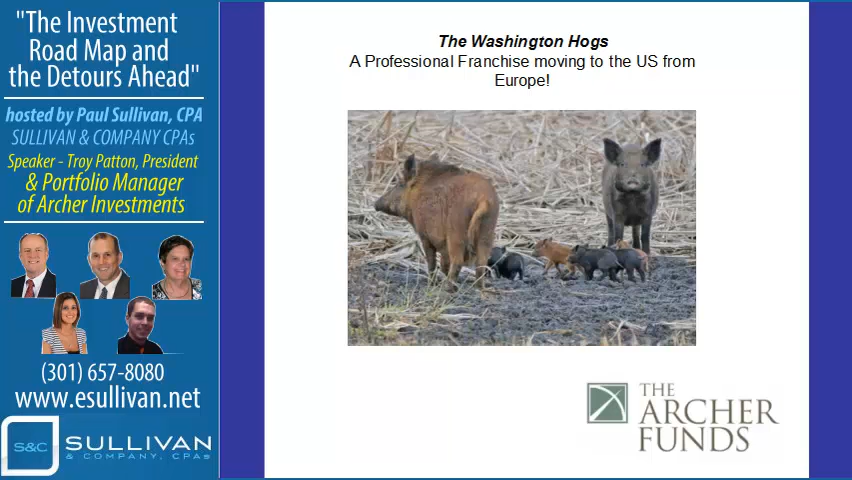 "The Investment
Road Map and
the Detours Ahead"
hosted by Paul Sullivan, CPA
SULLIVAN & COMPANY CPAs
Speaker - Troy Patton, President
& Portfolio Manager
of Archer Investments
(301) 657-8080
www.esullivan.net
S&C
SULLIVAN
& COMPANY, CPAs
The Washington Hogs
A Professional Franchise moving to the US from
Europe!
THE
ARCHER
FUNDS